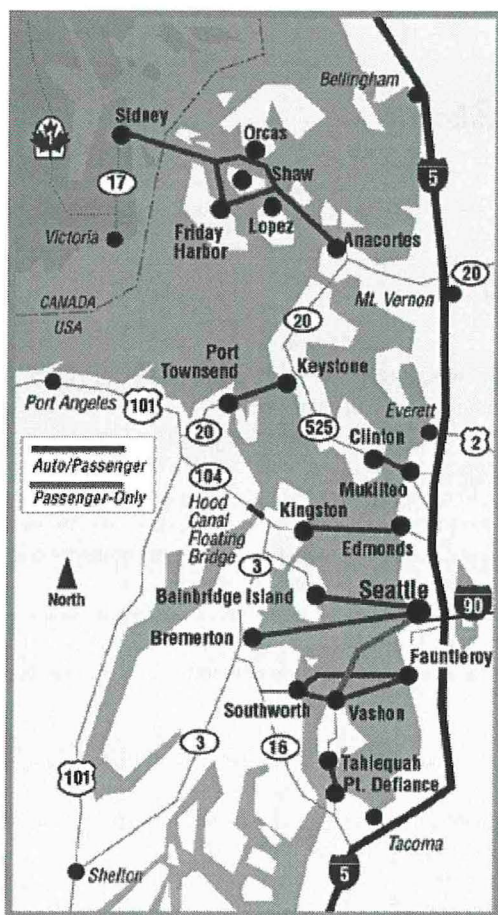 Bellingham
Sidney
Orcas
1
Shaw
5
17
Friday
Harbor
Lopez
Victoria
Anacortes
20
Mt. Vernon
CANADA
USA
20
Port
Townsend
Keystone
Port Angeles
101
20
525
Everett
2
Clinton
Auto/Passenger
Passenger-Only
104
Mukilteo
Hood
Canal
Floating
Bridge
Kingston
Edmonds
North
3
Bainbridge Island
Seattle
90
Bremerton
Fauntleroy
Southworth
Vashon
3
16
101
Tahlequah
Pt. Defiance
Tacoma
Shelton
5